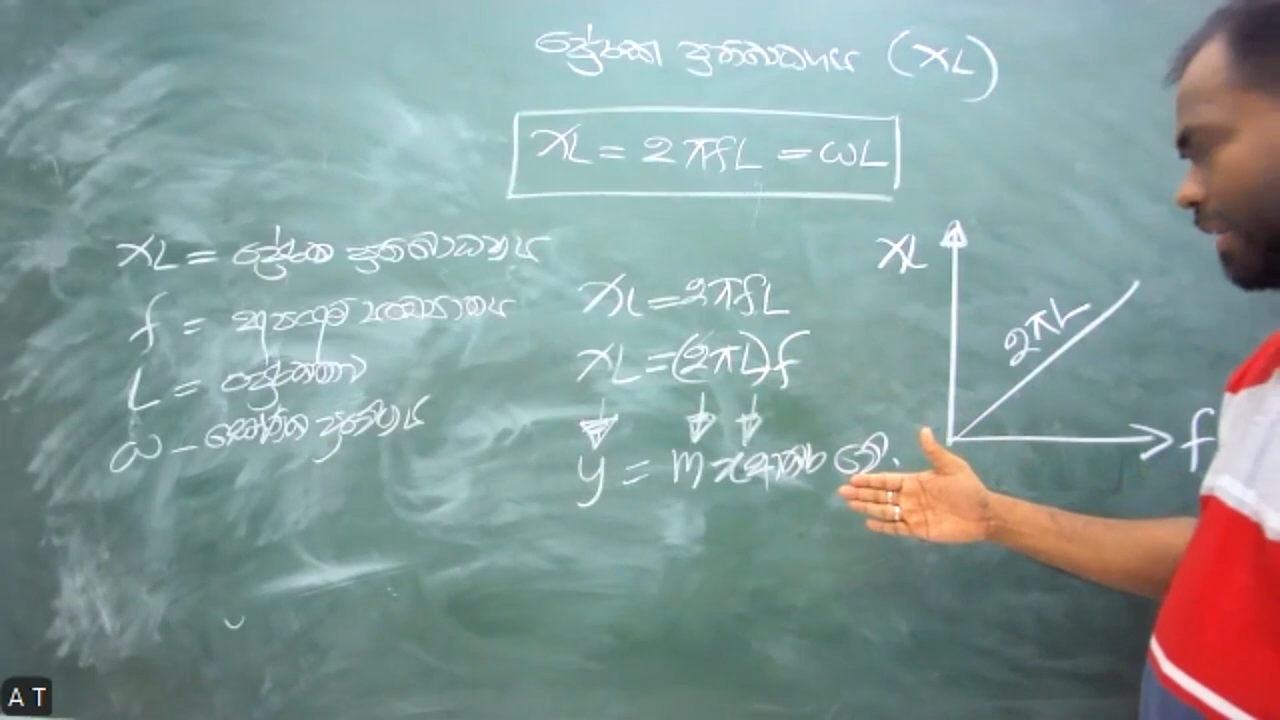 ප්‍රේරක ප්‍රතිබාධනය (XL)
XL = 2πfL = ωL
XL = ප්‍රේරක ප්‍රතිබාධනය
f = සැපයුම් සංඛ්‍යාතය
L = ප්‍රේරකතාව
ω - කෝණික ප්‍රවේගය
XL = 2πfL
XL = (2πL)f
y = mx ආකාර වේ.
XL
2πL
f
A T